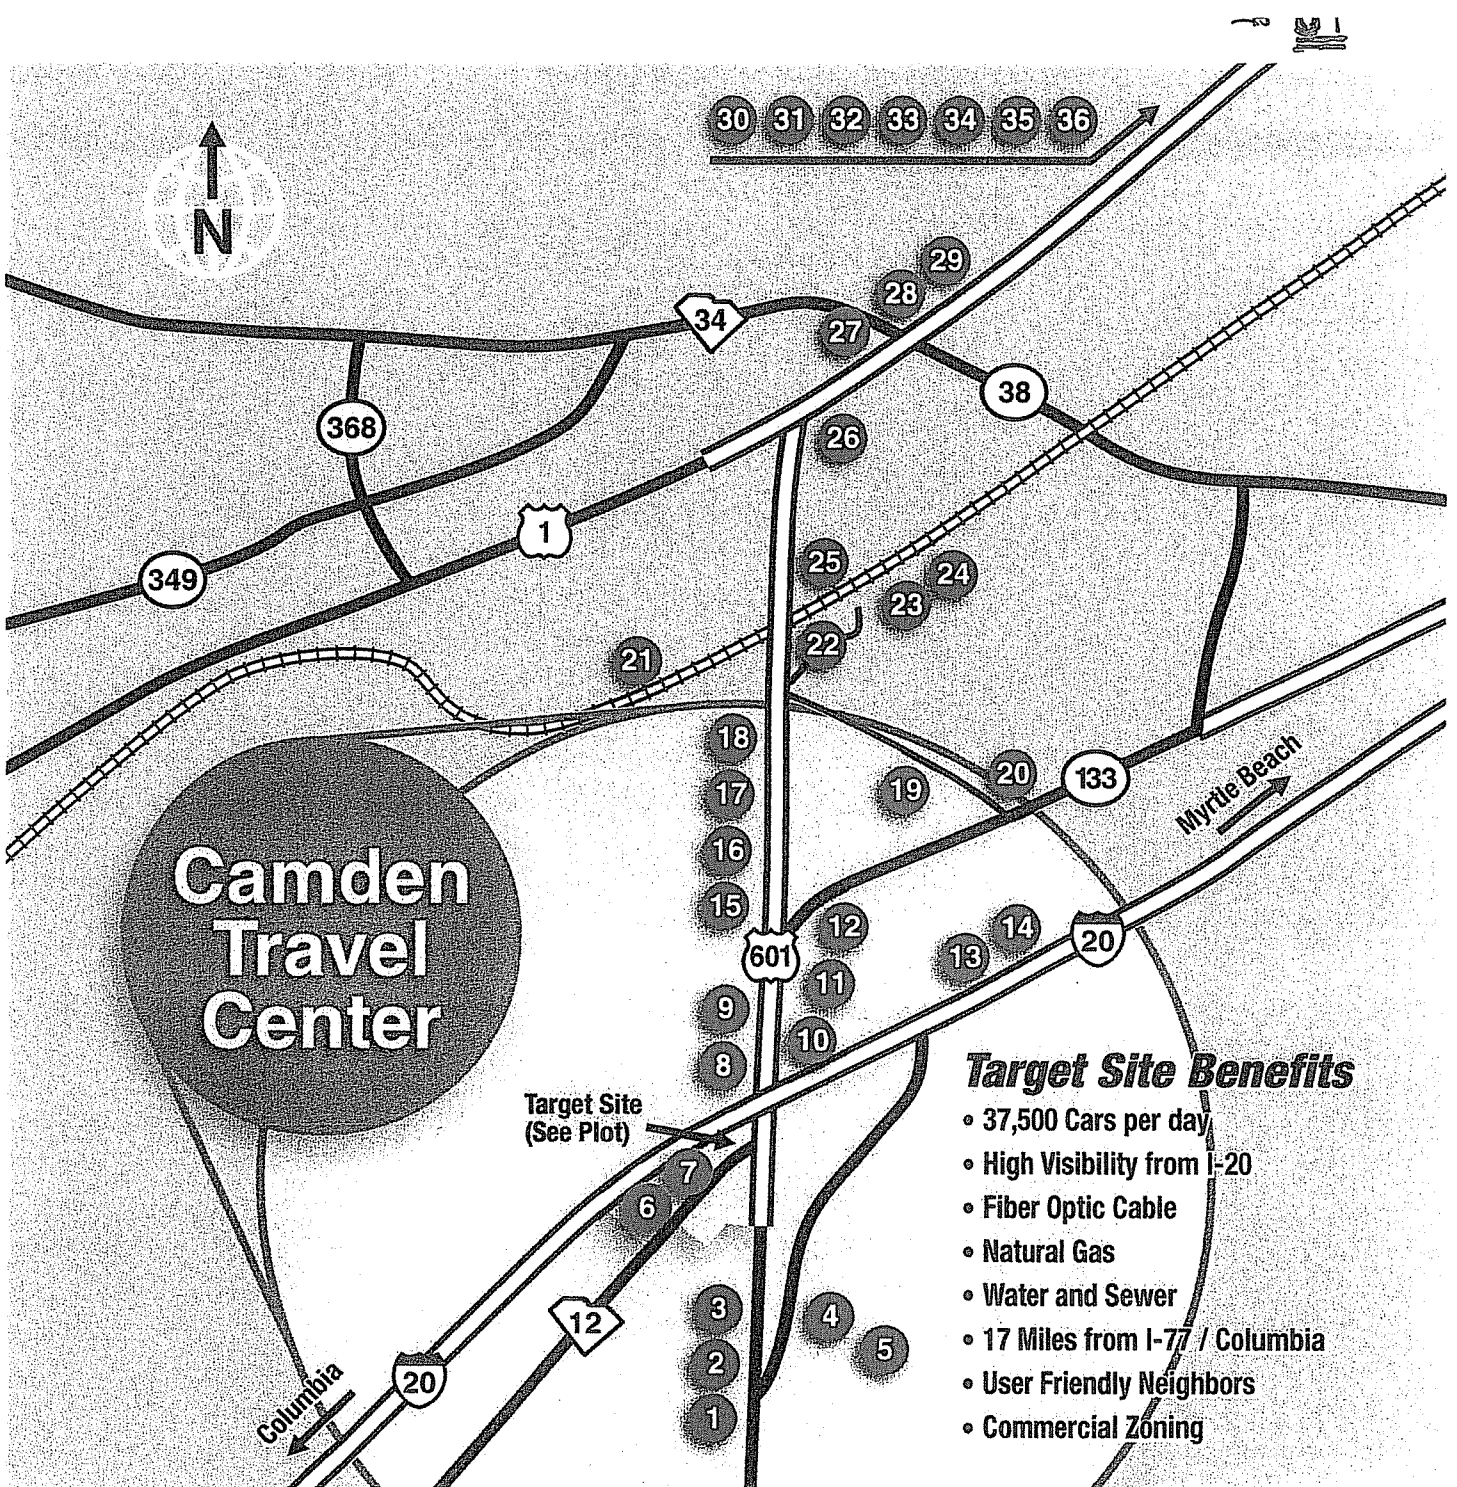 30 31 32 33 34 35 36
N
29
28
34
27
38
368
26
1
25
349
24
23
22
21
18
20
133
17
19
Myrtle Beach
16
Camden
Travel
Center
15
12
14
20
601
13
11
9
10
8
Target Site
(See Plot)
7
6
Target Site Benefits
• 37,500 Cars per day
• High Visibility from I-20
• Fiber Optic Cable
• Natural Gas
• Water and Sewer
• 17 Miles from I-77 / Columbia
• User Friendly Neighbors
• Commercial Zoning
3
4
12
5
2
20
1
Columbia